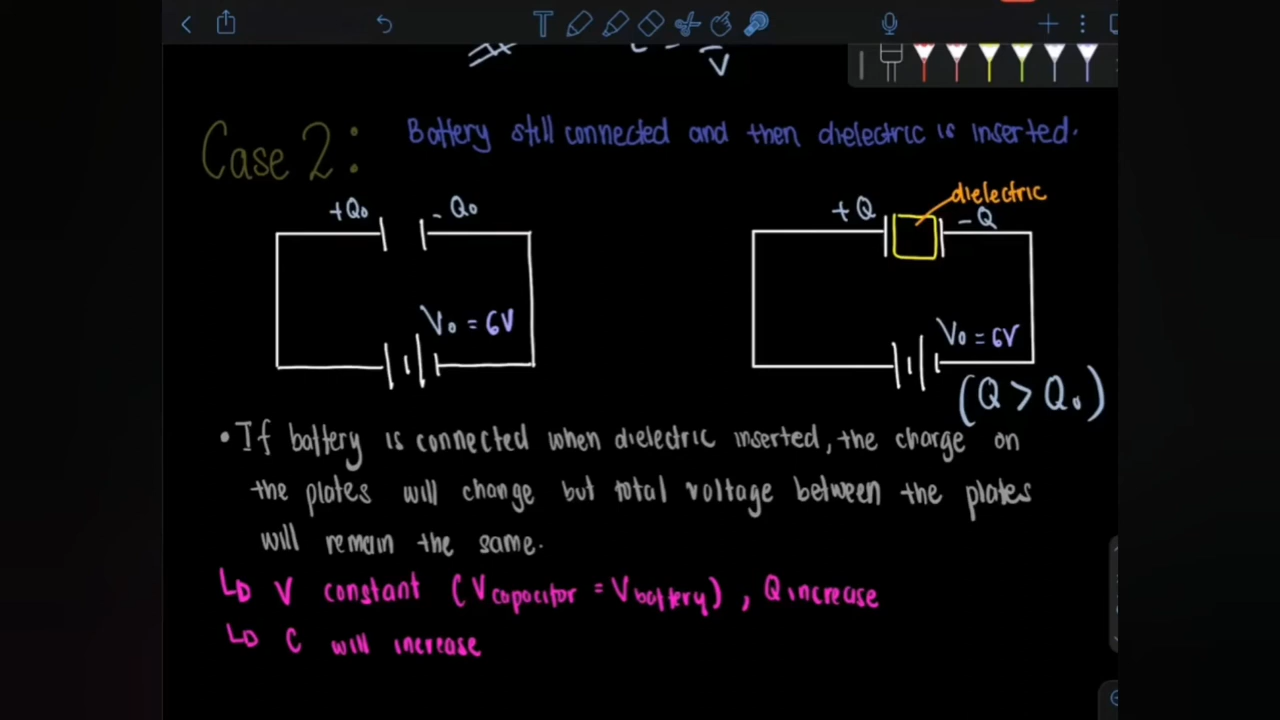 V
Case 2: Battery still connected and then dielectric is inserted.
+Q₀ - Q₀
V₀ = 6V
dielectric
+ Q - Q
V₀ = 6V
(Q > Q₀)
• If battery is connected when dielectric inserted, the charge on
the plates will change but total voltage between the plates
will remain the same.
↳ V constant (Vcapacitor = Vbattery), Q increase
↳ C will increase